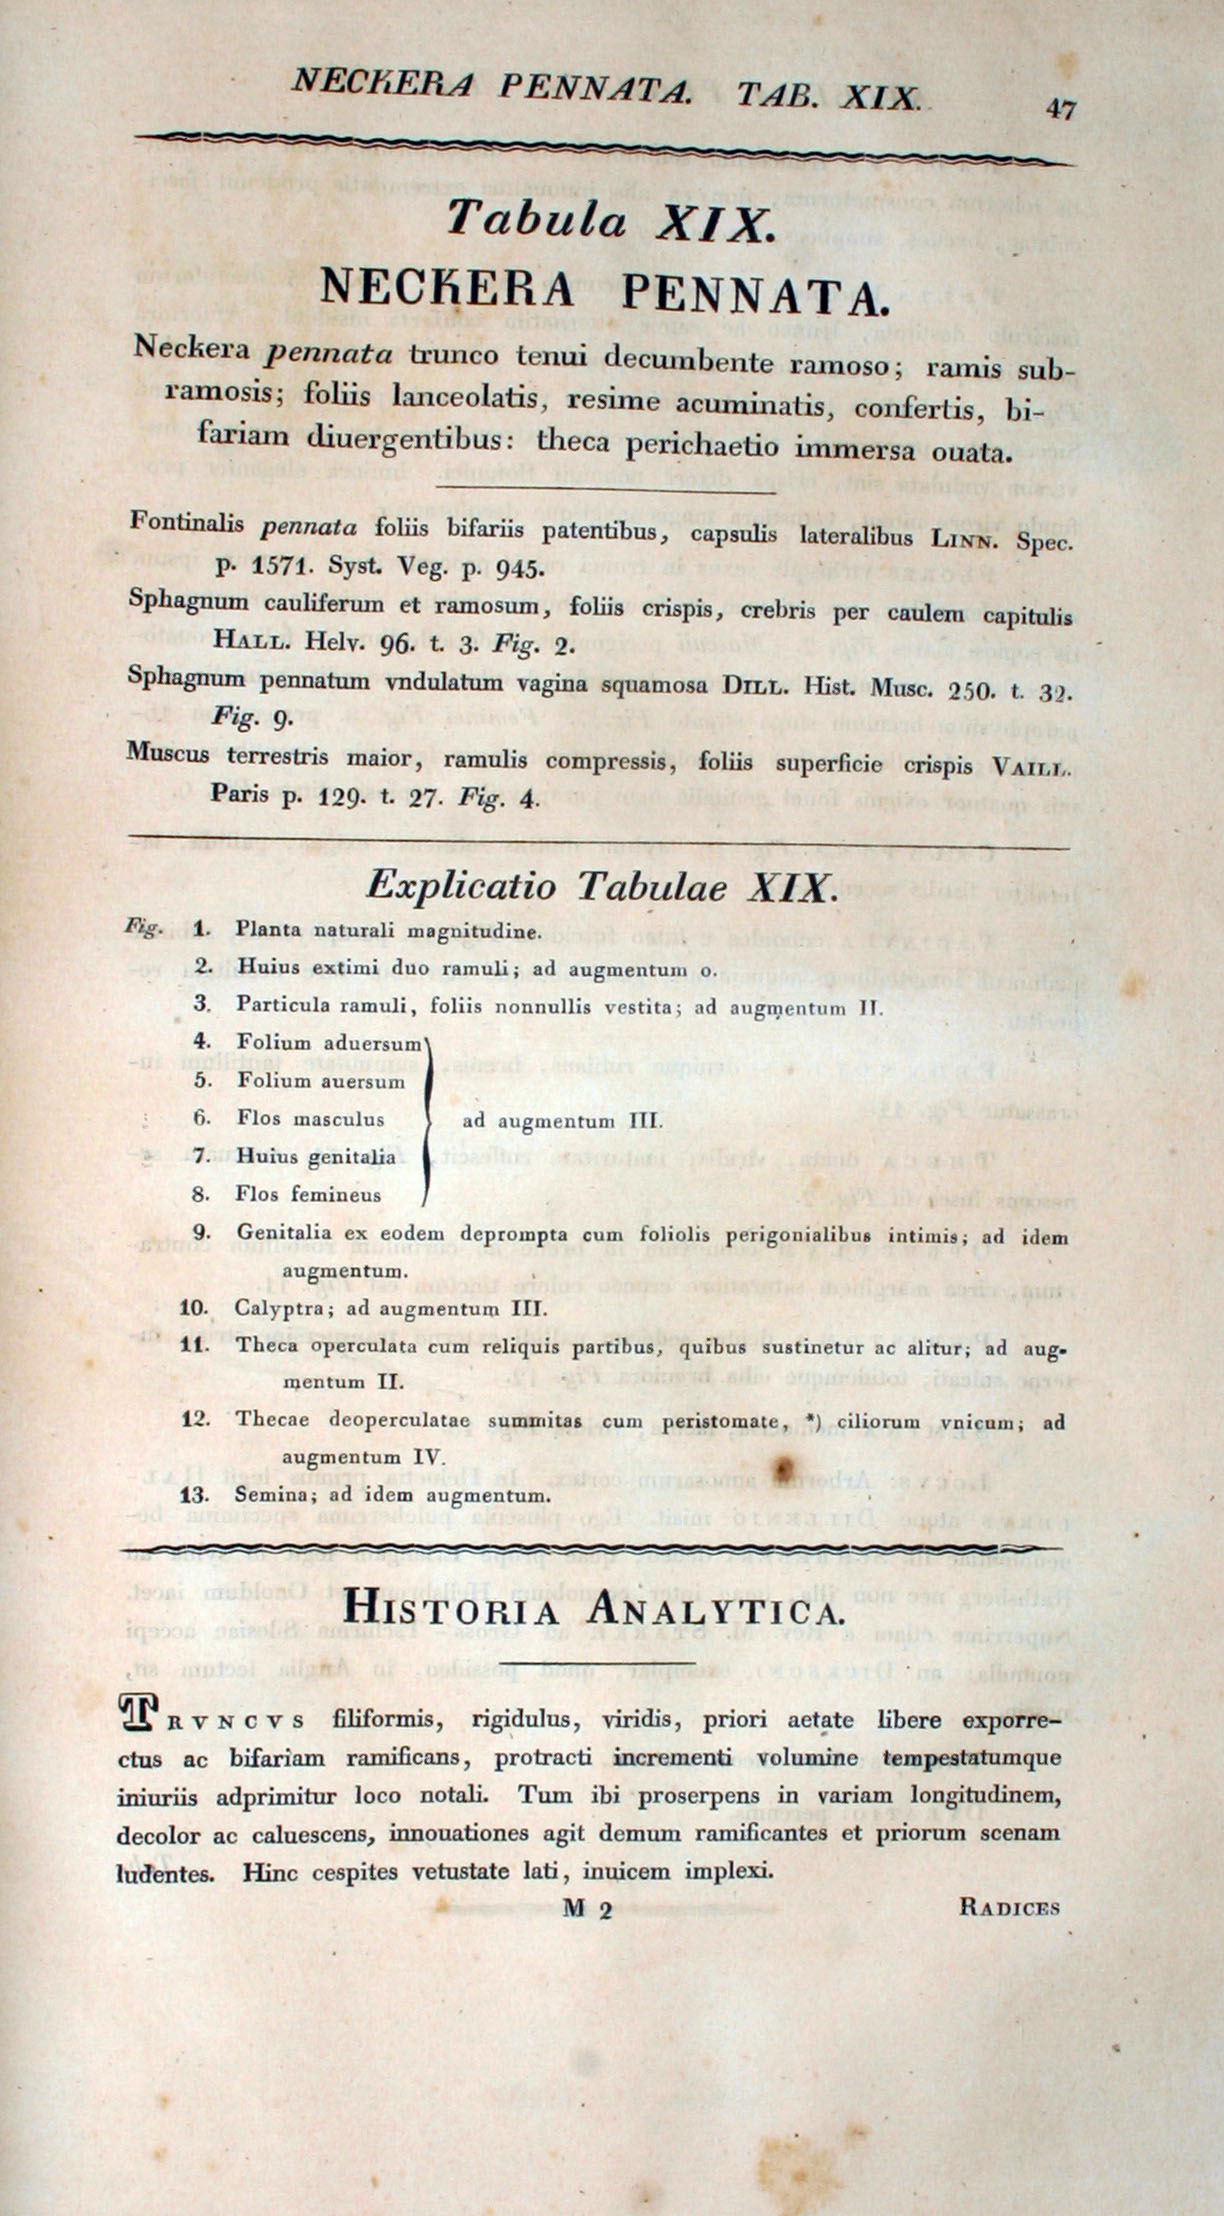 NECKERA PENNATA. TAB. XIX. 47
Tabula XIX.
NECKERA PENNATA.
Neckera pennata trunco tenui decumbente ramoso; ramis sub-
ramosis; foliis lanceolatis, resime acuminatis, confertis, bi-
fariam diuergentibus: theca perichaetio immersa ouata.
Fontinalis pennata foliis bifariis patentibus, capsulis lateralibus LINN. Spec.
p. 1571. Syst. Veg. p. 945.
Sphagnum cauliferum et ramosum, foliis crispis, crebris per caulem capitulis
HALL. Helv. 96. t. 3. Fig. 2.
Sphagnum pennatum vndulatum vagina squamosa DILL. Hist. Musc. 250. t. 32.
Fig. 9.
Muscus terrestris maior, ramulis compressis, foliis superficie crispis VAILL.
Paris p. 129. t. 27. Fig. 4.
Explicatio Tabulae XIX.
Fig. 1. Planta naturali magnitudine.
2. Huius extimi duo ramuli; ad augmentum o.
3. Particula ramuli, foliis nonnullis vestita; ad augmentum II.
4. Folium aduersum
5. Folium auersum
6. Flos masculus ad augmentum III.
7. Huius genitalia
8. Flos femineus
9. Genitalia ex eodem deprompta cum foliolis perigonialibus intimis; ad idem
augmentum.
10. Calyptra; ad augmentum III.
11. Theca operculata cum reliquis partibus, quibus sustinetur ac alitur; ad aug-
mentum II.
12. Thecae deoperculatae summitas cum peristomate, *) ciliorum vnicum; ad
augmentum IV.
13. Semina; ad idem augmentum.
HISTORIA ANALYTICA.
TRVNCVS filiformis, rigidulus, viridis, priori aetate libere exporre-
ctus ac bifariam ramificans, protracti incrementi volumine tempestatumque
iniuriis adprimitur loco notali. Tum ibi proserpens in variam longitudinem,
decolor ac caluescens, innouationes agit demum ramificantes et priorum scenam
ludentes. Hinc cespites vetustate lati, inuicem implexi.
M 2 RADICES